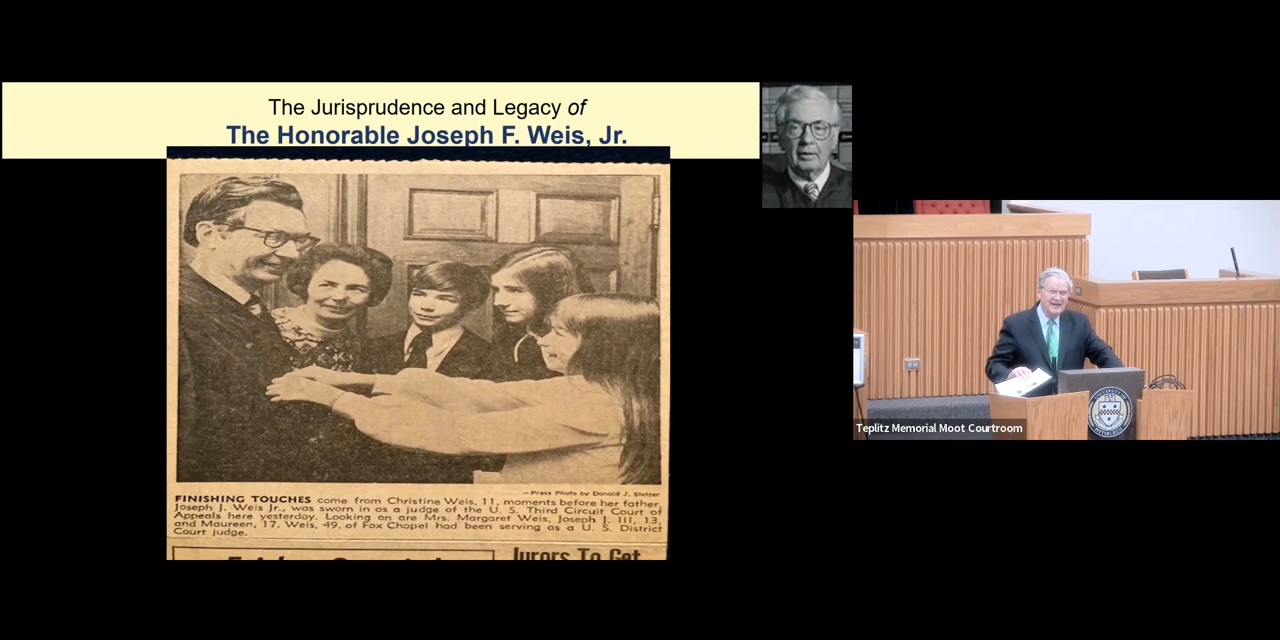 The Jurisprudence and Legacy of
The Honorable Joseph F. Weis, Jr.
—Press Photo by Donald J. Stetzer
FINISHING TOUCHES come from Christine Weis, 11, moments before her father,
Joseph J. Weis Jr., was sworn in as a judge of the U. S. Third Circuit Court of
Appeals here yesterday. Looking on are Mrs. Margaret Weis, Joseph J. III, 13,
and Maureen, 17. Weis, 49, of Fox Chapel had been serving as a U. S. District
Court judge.
Jurors To Get
Teplitz Memorial Moot Courtroom
UNIVERSITY OF
PITTSBURGH